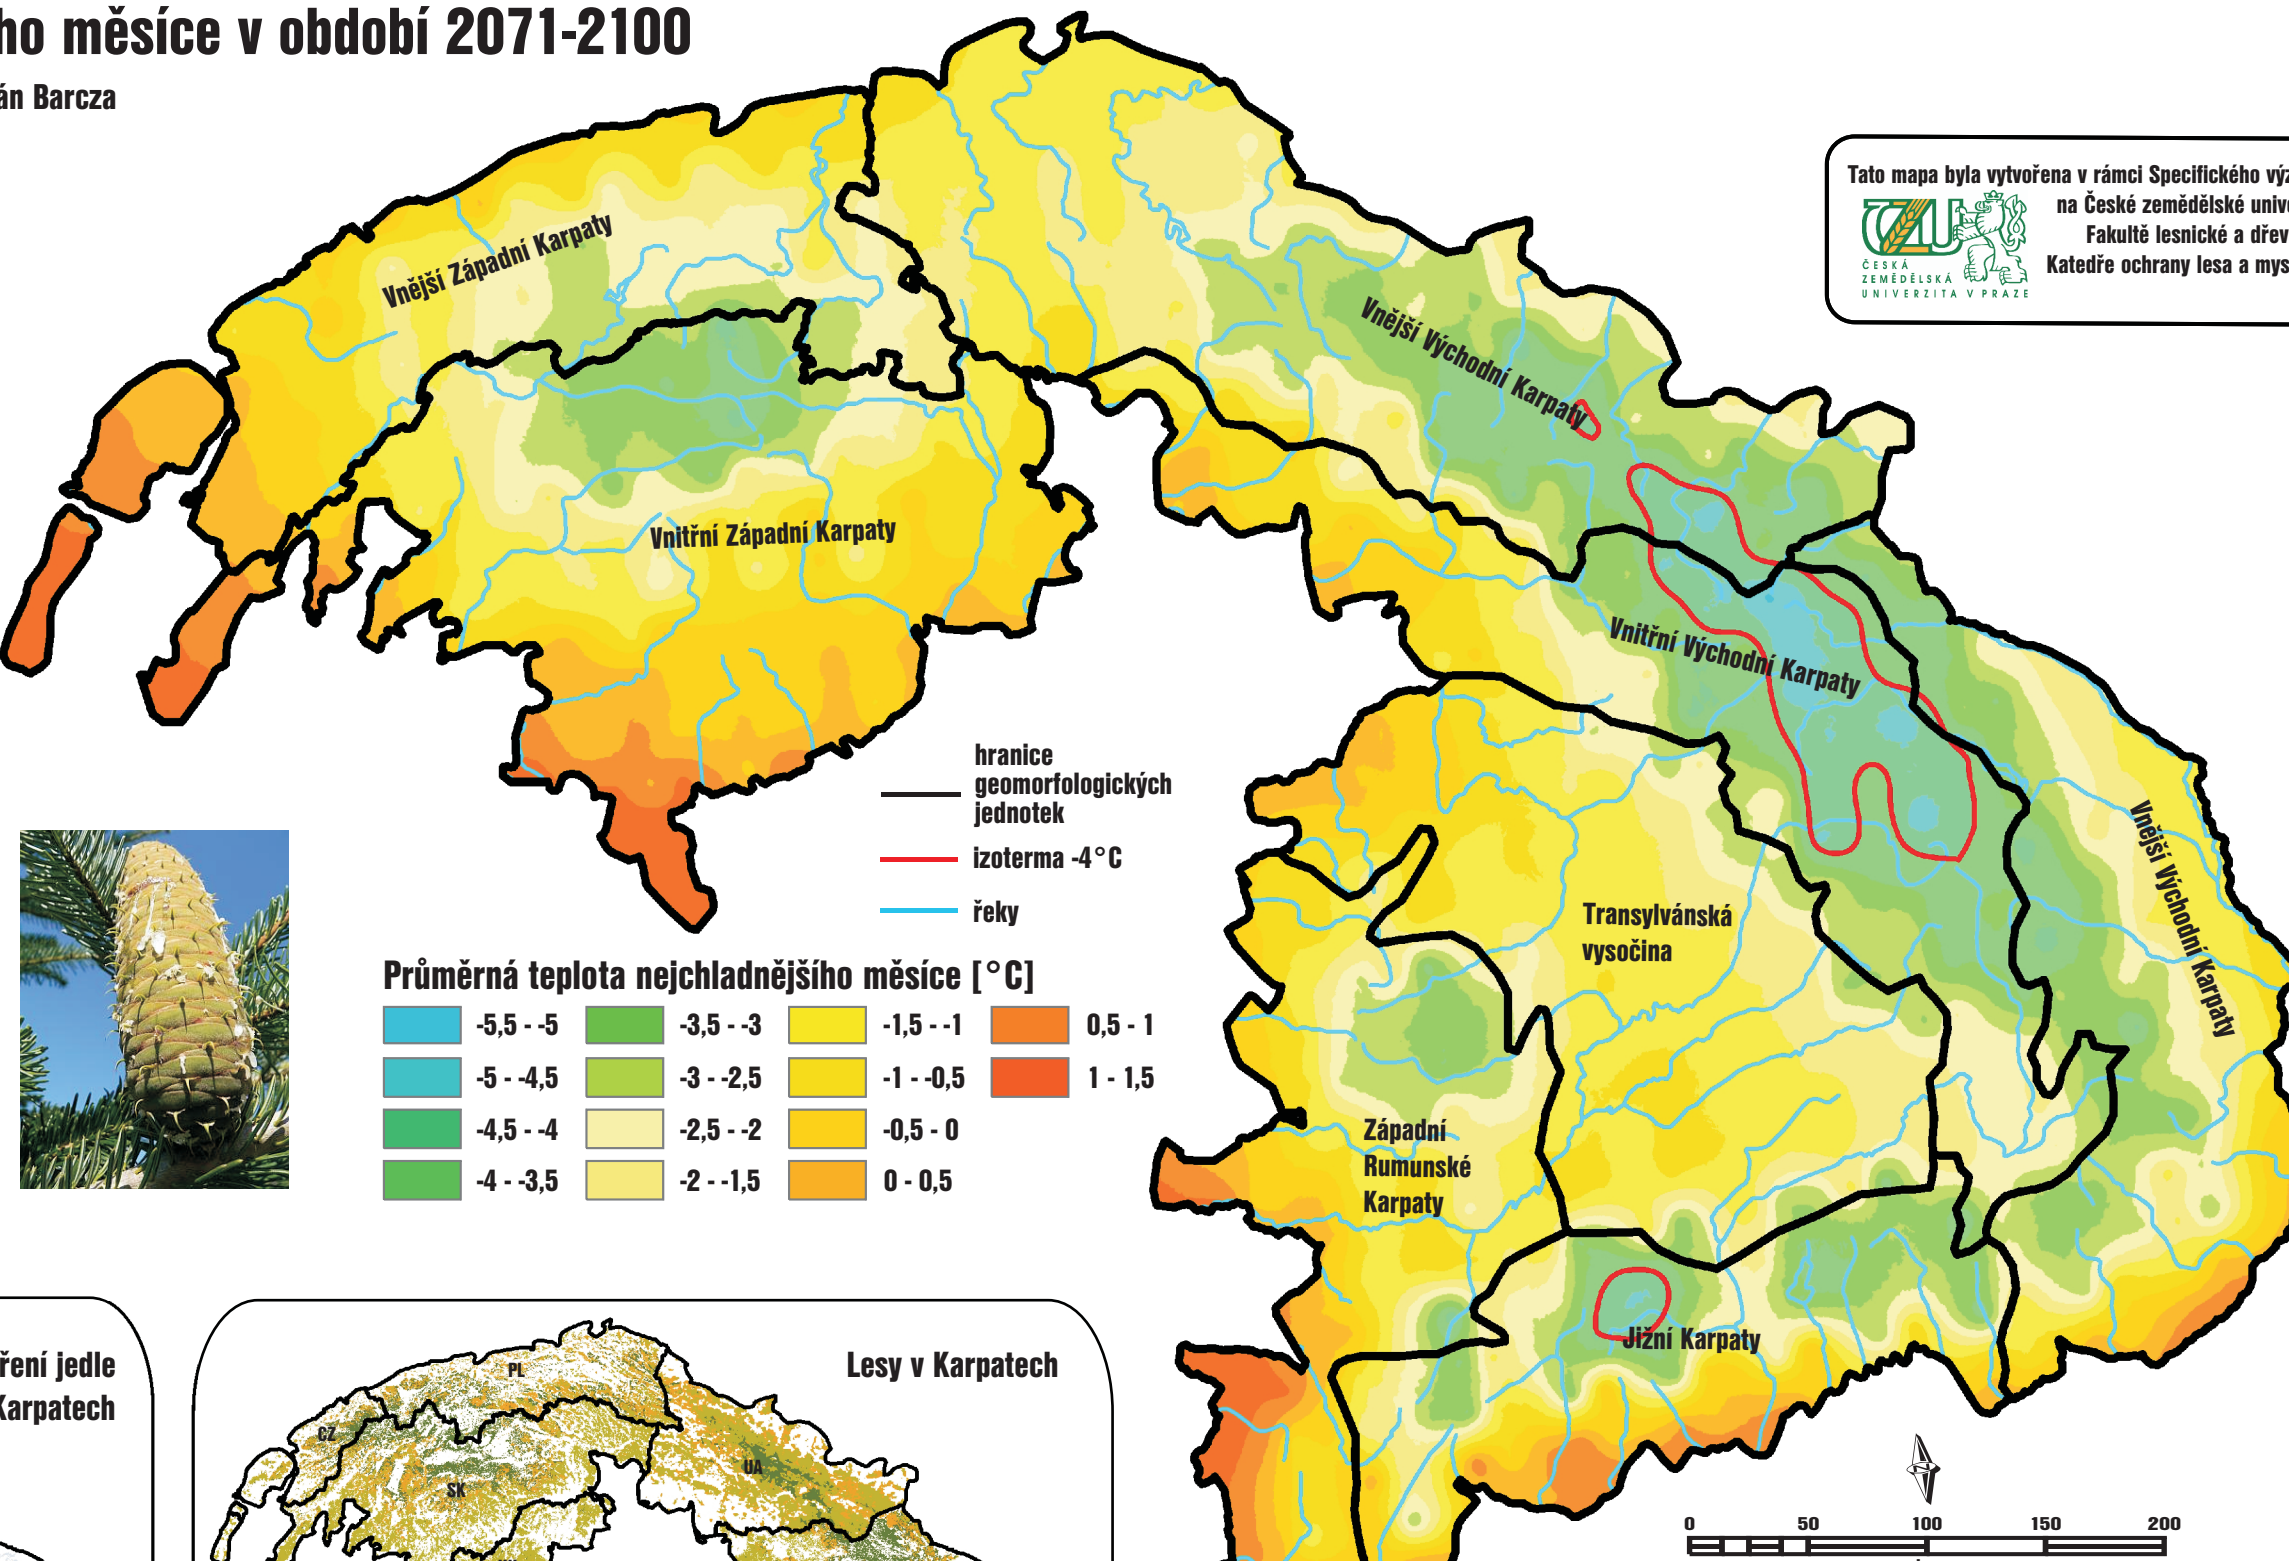 ho měsíce v období 2071-2100
án Barcza
Tato mapa byla vytvořena v rámci Specifického výz
na České zemědělské unive
Fakultě lesnické a dřev
Katedře ochrany lesa a mys
ČZU
ČESKÁ
ZEMĚDĚLSKÁ
UNIVERZITA V PRAZE
Vnější Západní Karpaty
Vnější Východní Karpaty
Vnitřní Západní Karpaty
Vnitřní Východní Karpaty
Vnější Východní Karpaty
Transylvánská
vysočina
Západní
Rumunské
Karpaty
Jižní Karpaty
hranice
geomorfologických
jednotek
izoterma -4°C
řeky
Průměrná teplota nejchladnějšího měsíce [°C]
-5,5 - -5
-3,5 - -3
-1,5 - -1
0,5 - 1
-5 - -4,5
-3 - -2,5
-1 - -0,5
1 - 1,5
-4,5 - -4
-2,5 - -2
-0,5 - 0
-4 - -3,5
-2 - -1,5
0 - 0,5
ření jedle
Karpatech
Lesy v Karpatech
PL
CZ
SK
UA
N
0 50 100 150 200